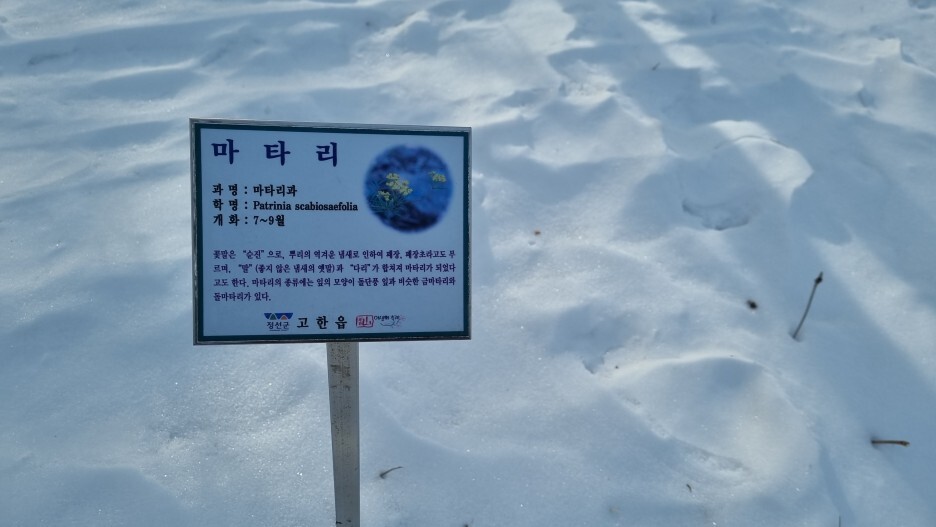 마 타 리
과 명 : 마타리과
학 명 : Patrinia scabiosaefolia
개 화 : 7~9월
꽃말은 "순진"으로, 뿌리의 역겨운 냄새로 인하여 패장, 패장초라고도 부
르며, "말"(좋지 않은 냄새의 옛말)과 "다리"가 합쳐져 마타리가 되었다
고도 한다. 마타리의 종류에는 잎의 모양이 돌단풍 잎과 비슷한 금마타리와
돌마타리가 있다.
정선군 고 한 읍